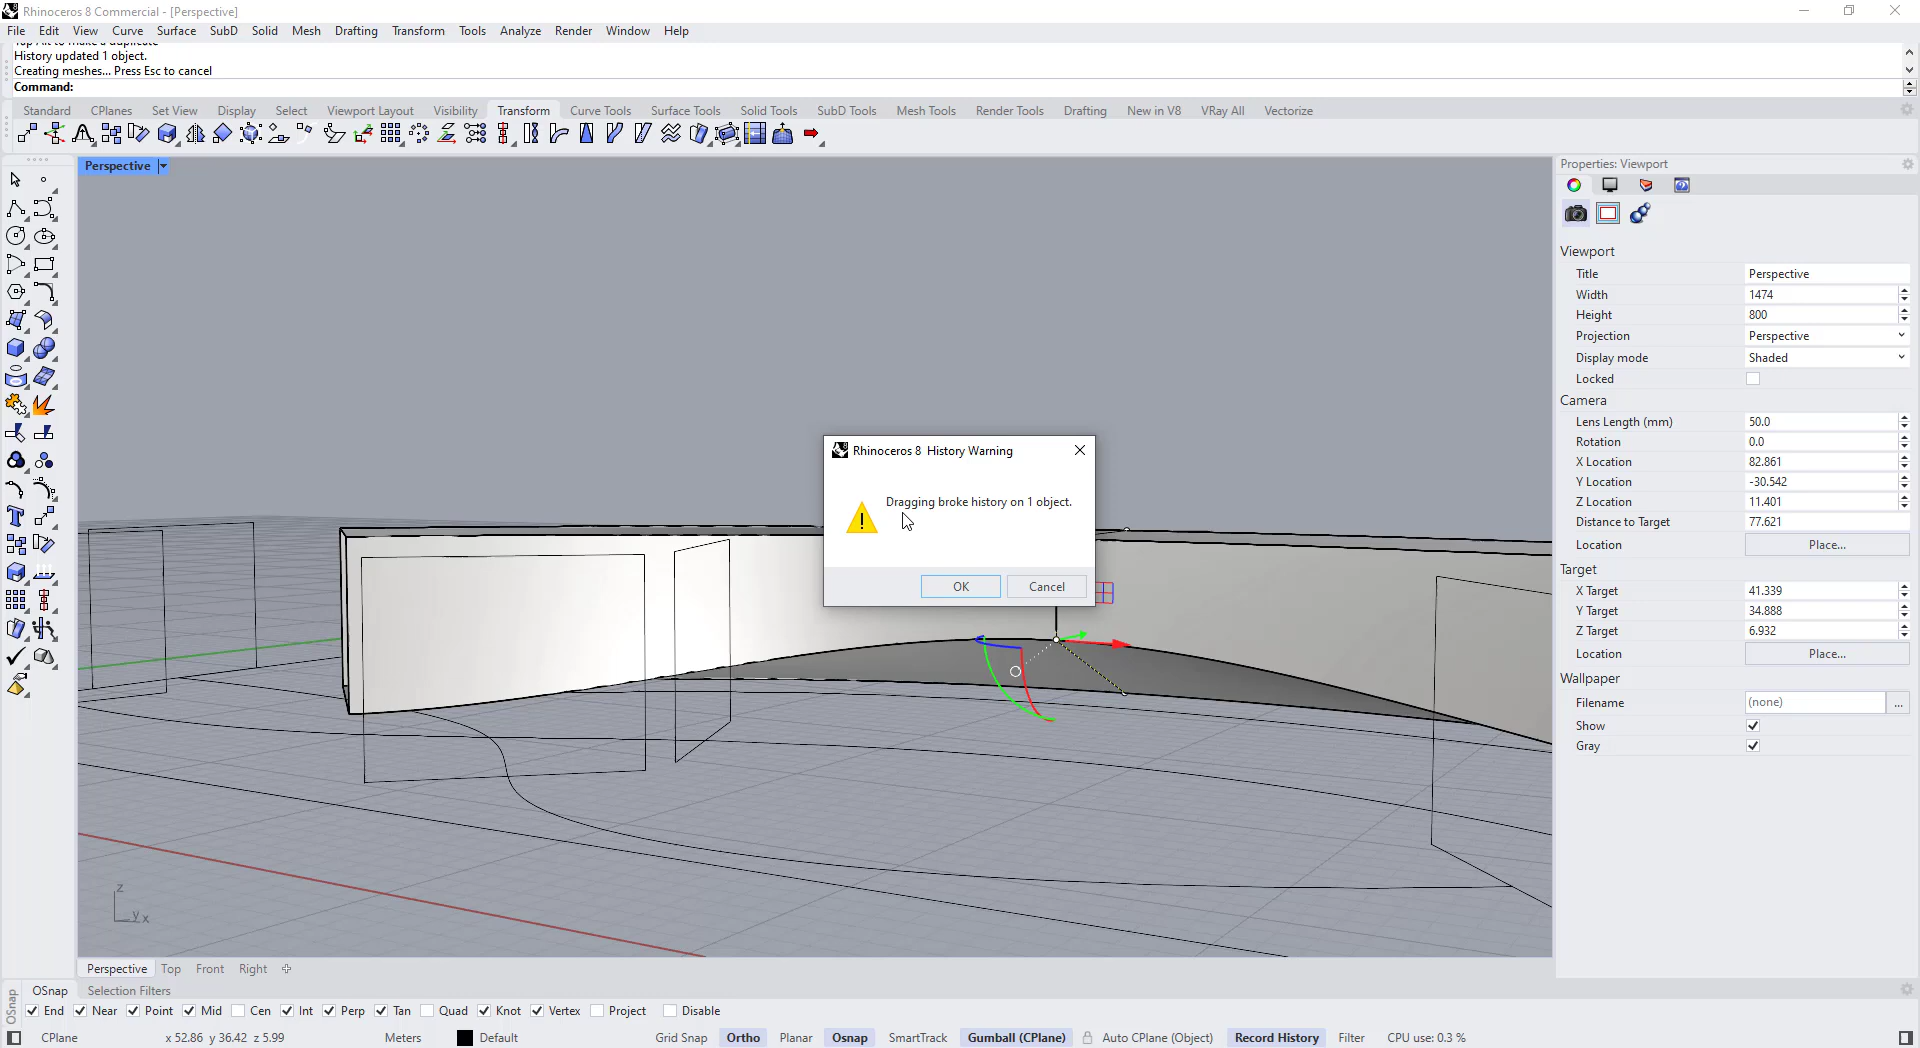 Rhinoceros 8 Commercial - [Perspective]
File Edit View Curve Surface SubD Solid Mesh Drafting Transform Tools Analyze Render Window Help
Tap Alt to make a duplicate
History updated 1 object.
Creating meshes... Press Esc to cancel
Command:
Standard CPlanes Set View Display Select Viewport Layout Visibility Transform Curve Tools Surface Tools Solid Tools SubD Tools Mesh Tools Render Tools Drafting New in V8 VRay All Vectorize
Perspective
Properties: Viewport
Viewport
Title Perspective
Width 1474
Height 800
Projection Perspective
Display mode Shaded
Locked
Camera
Lens Length (mm) 50.0
Rotation 0.0
X Location 82.861
Y Location -30.542
Z Location 11.401
Distance to Target 77.621
Location Place...
Target
X Target 41.339
Y Target 34.888
Z Target 6.932
Location Place...
Wallpaper
Filename (none) ...
Show
Gray
Rhinoceros 8 History Warning
Dragging broke history on 1 object.
OK Cancel
z
y x
Perspective Top Front Right
OSnap Selection Filters
OSnap
End Near Point Mid Cen Int Perp Tan Quad Knot Vertex Project Disable
CPlane x 52.86 y 36.42 z 5.99 Meters Default Grid Snap Ortho Planar Osnap SmartTrack Gumball (CPlane) Auto CPlane (Object) Record History Filter CPU use: 0.3 %